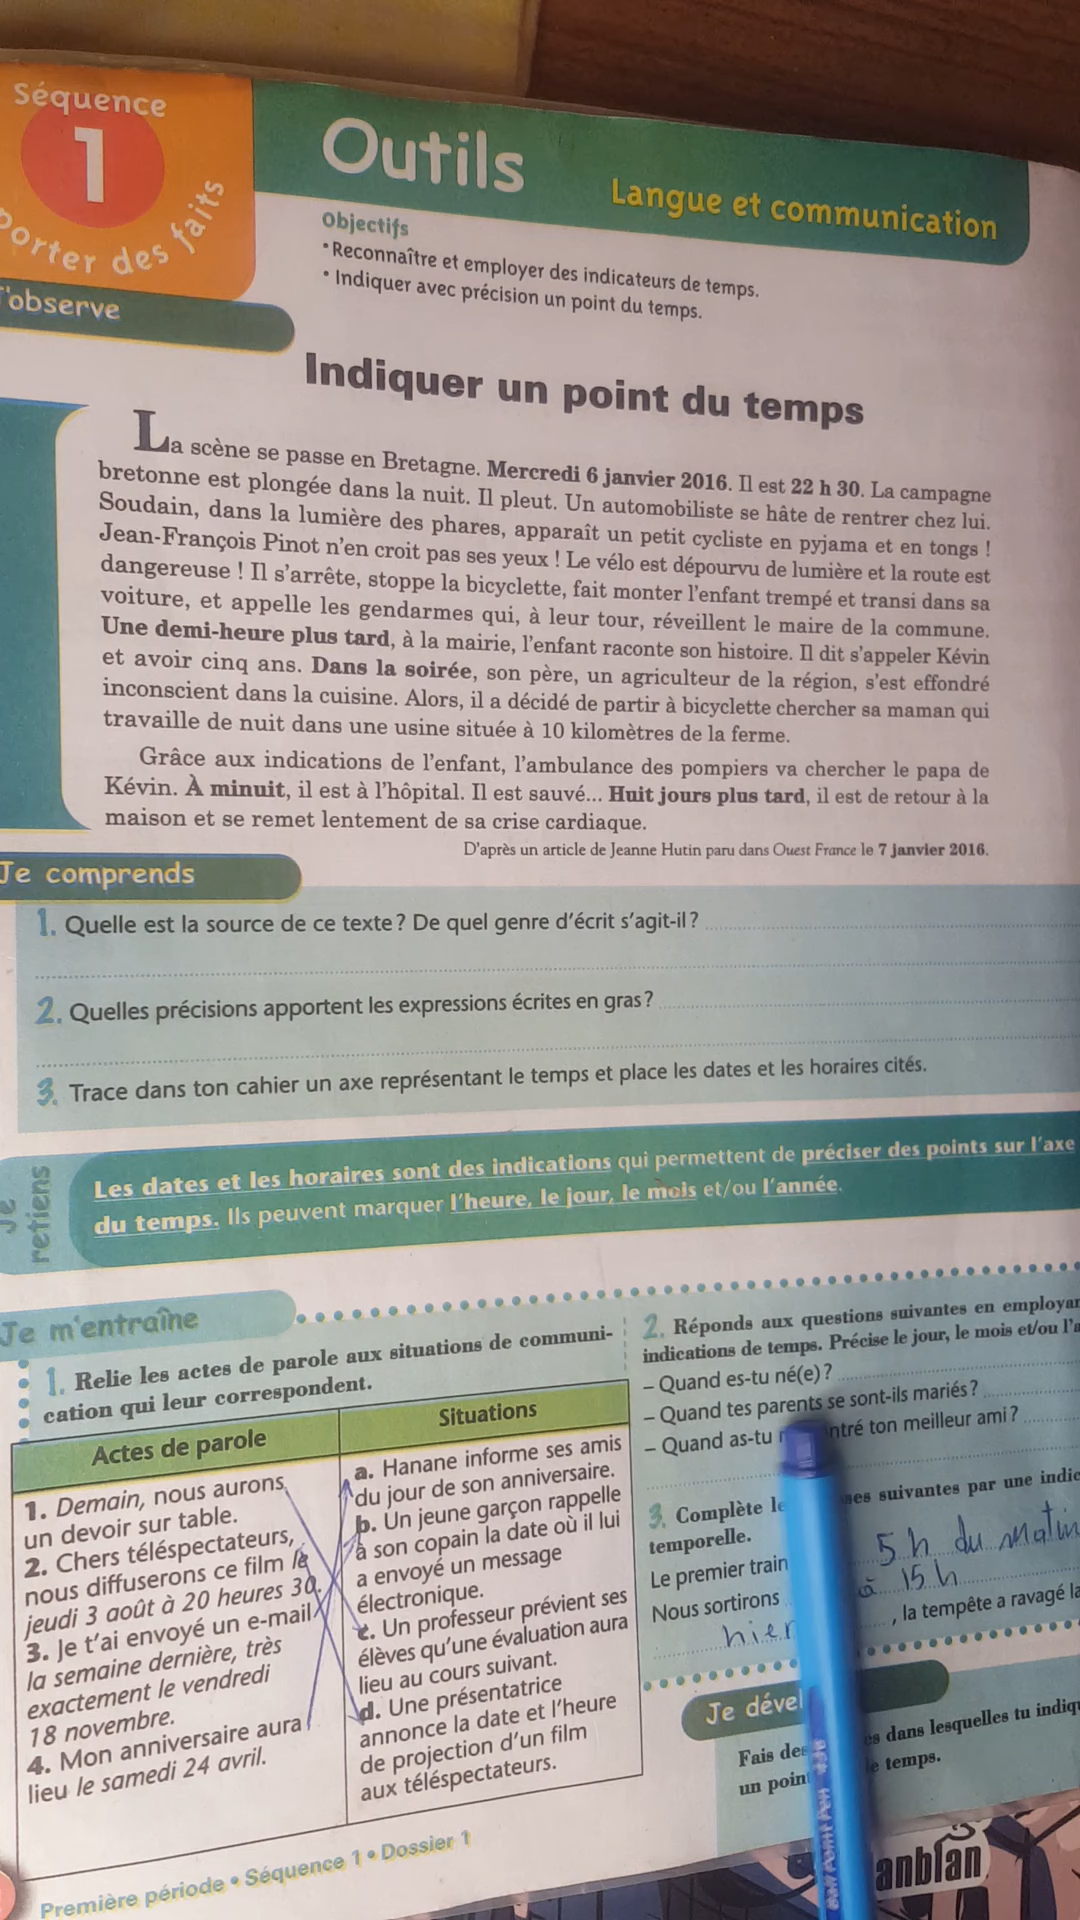 Séquence
1
porter des faits
Outils
Langue et communication
Objectifs
• Reconnaître et employer des indicateurs de temps.
• Indiquer avec précision un point du temps.
J'observe
Indiquer un point du temps
La scène se passe en Bretagne. Mercredi 6 janvier 2016. Il est 22 h 30. La campagne
bretonne est plongée dans la nuit. Il pleut. Un automobiliste se hâte de rentrer chez lui.
Soudain, dans la lumière des phares, apparaît un petit cycliste en pyjama et en tongs !
Jean-François Pinot n'en croit pas ses yeux ! Le vélo est dépourvu de lumière et la route est
dangereuse ! Il s'arrête, stoppe la bicyclette, fait monter l'enfant trempé et transi dans sa
voiture, et appelle les gendarmes qui, à leur tour, réveillent le maire de la commune.
Une demi-heure plus tard, à la mairie, l'enfant raconte son histoire. Il dit s'appeler Kévin
et avoir cinq ans. Dans la soirée, son père, un agriculteur de la région, s'est effondré
inconscient dans la cuisine. Alors, il a décidé de partir à bicyclette chercher sa maman qui
travaille de nuit dans une usine située à 10 kilomètres de la ferme.
Grâce aux indications de l'enfant, l'ambulance des pompiers va chercher le papa de
Kévin. À minuit, il est à l'hôpital. Il est sauvé... Huit jours plus tard, il est de retour à la
maison et se remet lentement de sa crise cardiaque.
D'après un article de Jeanne Hutin paru dans Ouest France le 7 janvier 2016.
Je comprends
1. Quelle est la source de ce texte ? De quel genre d'écrit s'agit-il ?
2. Quelles précisions apportent les expressions écrites en gras ?
3. Trace dans ton cahier un axe représentant le temps et place les dates et les horaires cités.
Je retiens
Les dates et les horaires sont des indications qui permettent de préciser des points sur l'axe
du temps. Ils peuvent marquer l'heure, le jour, le mois et/ou l'année.
Je m'entraîne
1. Relie les actes de parole aux situations de communi-
cation qui leur correspondent.
Actes de parole
1. Demain, nous aurons
un devoir sur table.
2. Chers téléspectateurs,
nous diffuserons ce film le
jeudi 3 août à 20 heures 30.
3. Je t'ai envoyé un e-mail
la semaine dernière, très
exactement le vendredi
18 novembre.
4. Mon anniversaire aura
lieu le samedi 24 avril.
Situations
a. Hanane informe ses amis
du jour de son anniversaire.
b. Un jeune garçon rappelle
à son copain la date où il lui
a envoyé un message
électronique.
c. Un professeur prévient ses
élèves qu'une évaluation aura
lieu au cours suivant.
d. Une présentatrice
annonce la date et l'heure
de projection d'un film
aux téléspectateurs.
2. Réponds aux questions suivantes en employan
indications de temps. Précise le jour, le mois et/ou l'a
– Quand es-tu né(e) ?
– Quand tes parents se sont-ils mariés ?
– Quand as-tu ntré ton meilleur ami ?
3. Complète le ses suivantes par une indic
temporelle.
Le premier train 5 h du matin
Nous sortirons à 15 h
hier , la tempête a ravagé la
Je dével
Fais des es dans lesquelles tu indiqu
un poin e temps.
Première période • Séquence 1 • Dossier 1
Ball Point Pen
anblan